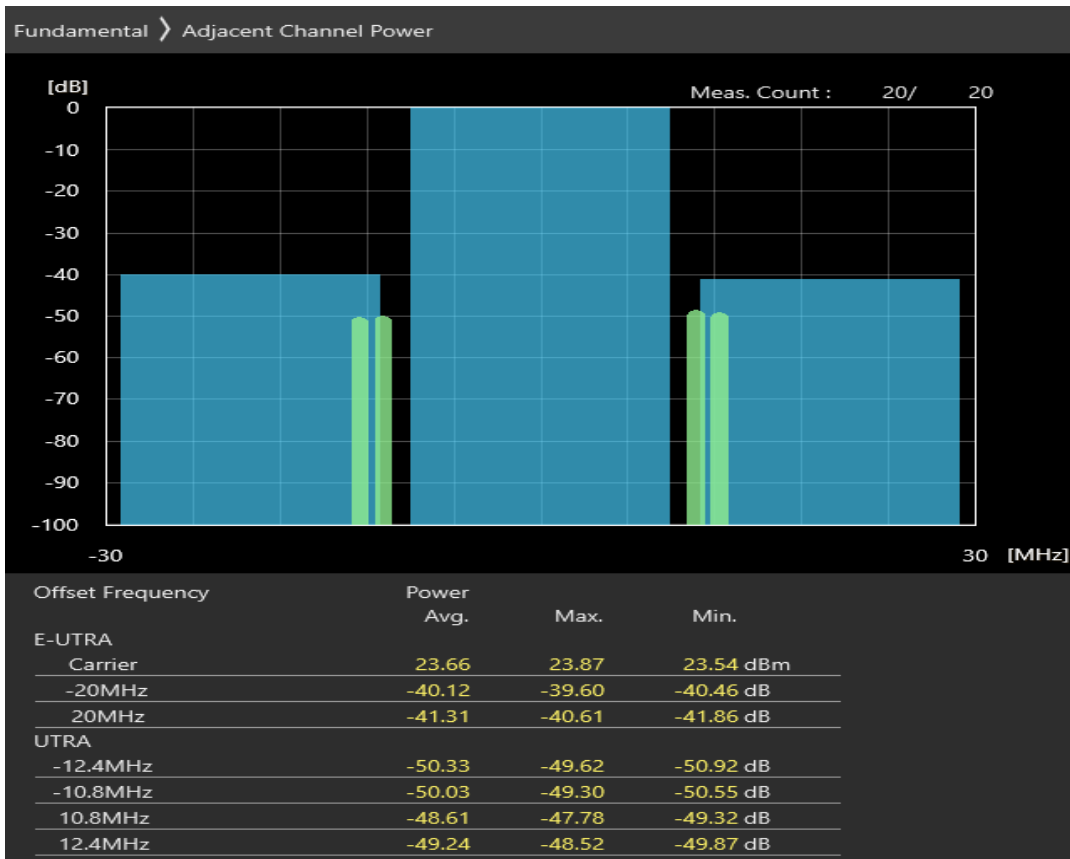 Fundamental 〉 Adjacent Channel Power
[dB]
Meas. Count : 20/ 20
0
-10
-20
-30
-40
-50
-60
-70
-80
-90
-100
-30 30 [MHz]
Offset Frequency Power
Avg. Max. Min.
E-UTRA
Carrier 23.66 23.87 23.54 dBm
-20MHz -40.12 -39.60 -40.46 dB
20MHz -41.31 -40.61 -41.86 dB
UTRA
-12.4MHz -50.33 -49.62 -50.92 dB
-10.8MHz -50.03 -49.30 -50.55 dB
10.8MHz -48.61 -47.78 -49.32 dB
12.4MHz -49.24 -48.52 -49.87 dB